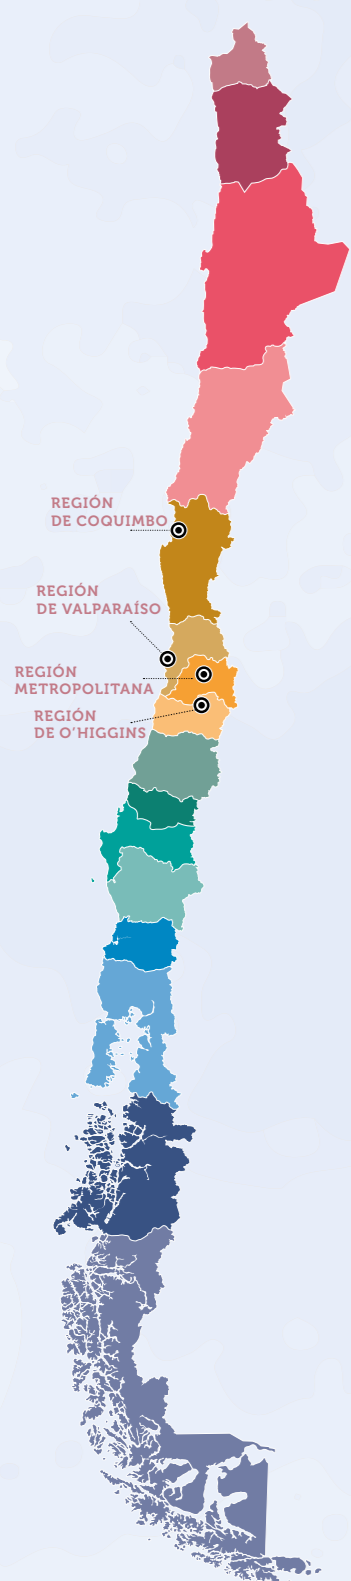 REGIÓN
DE COQUIMBO
REGIÓN
DE VALPARAÍSO
REGIÓN
METROPOLITANA
REGIÓN
DE O’HIGGINS